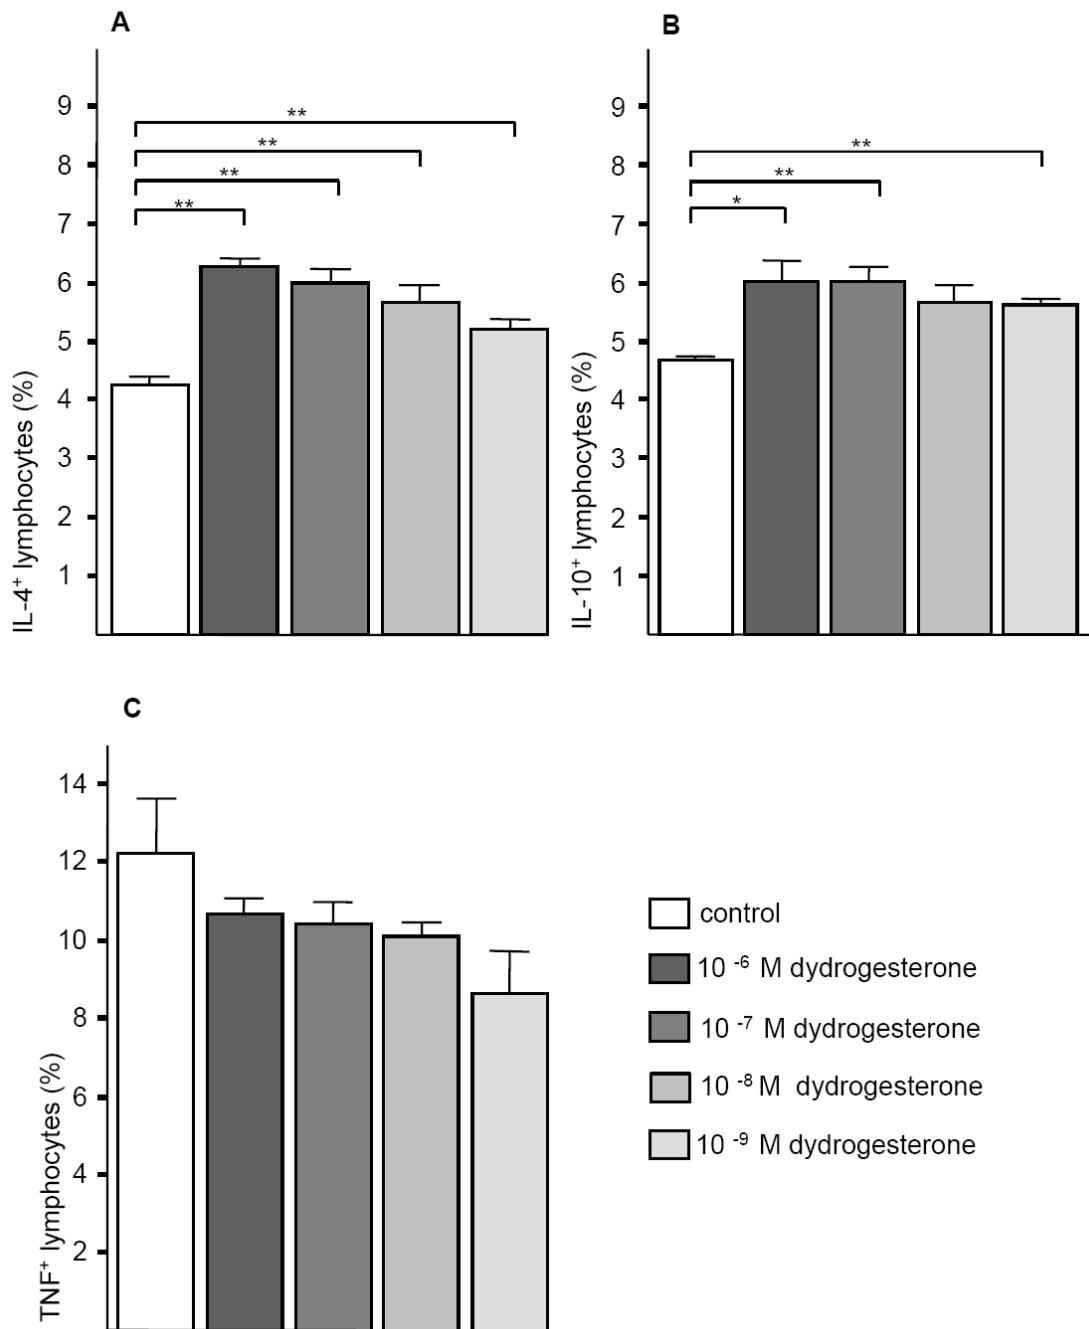 A
9
8
7
6
5
4
3
2
1
IL-4⁺ lymphocytes (%)
**
**
**
**
B
9
8
7
6
5
4
3
2
1
IL-10⁺ lymphocytes (%)
**
**
*
C
14
12
10
8
6
4
2
TNF⁺ lymphocytes (%)
control
10 ⁻⁶ M dydrogesterone
10 ⁻⁷ M dydrogesterone
10 ⁻⁸ M dydrogesterone
10 ⁻⁹ M dydrogesterone